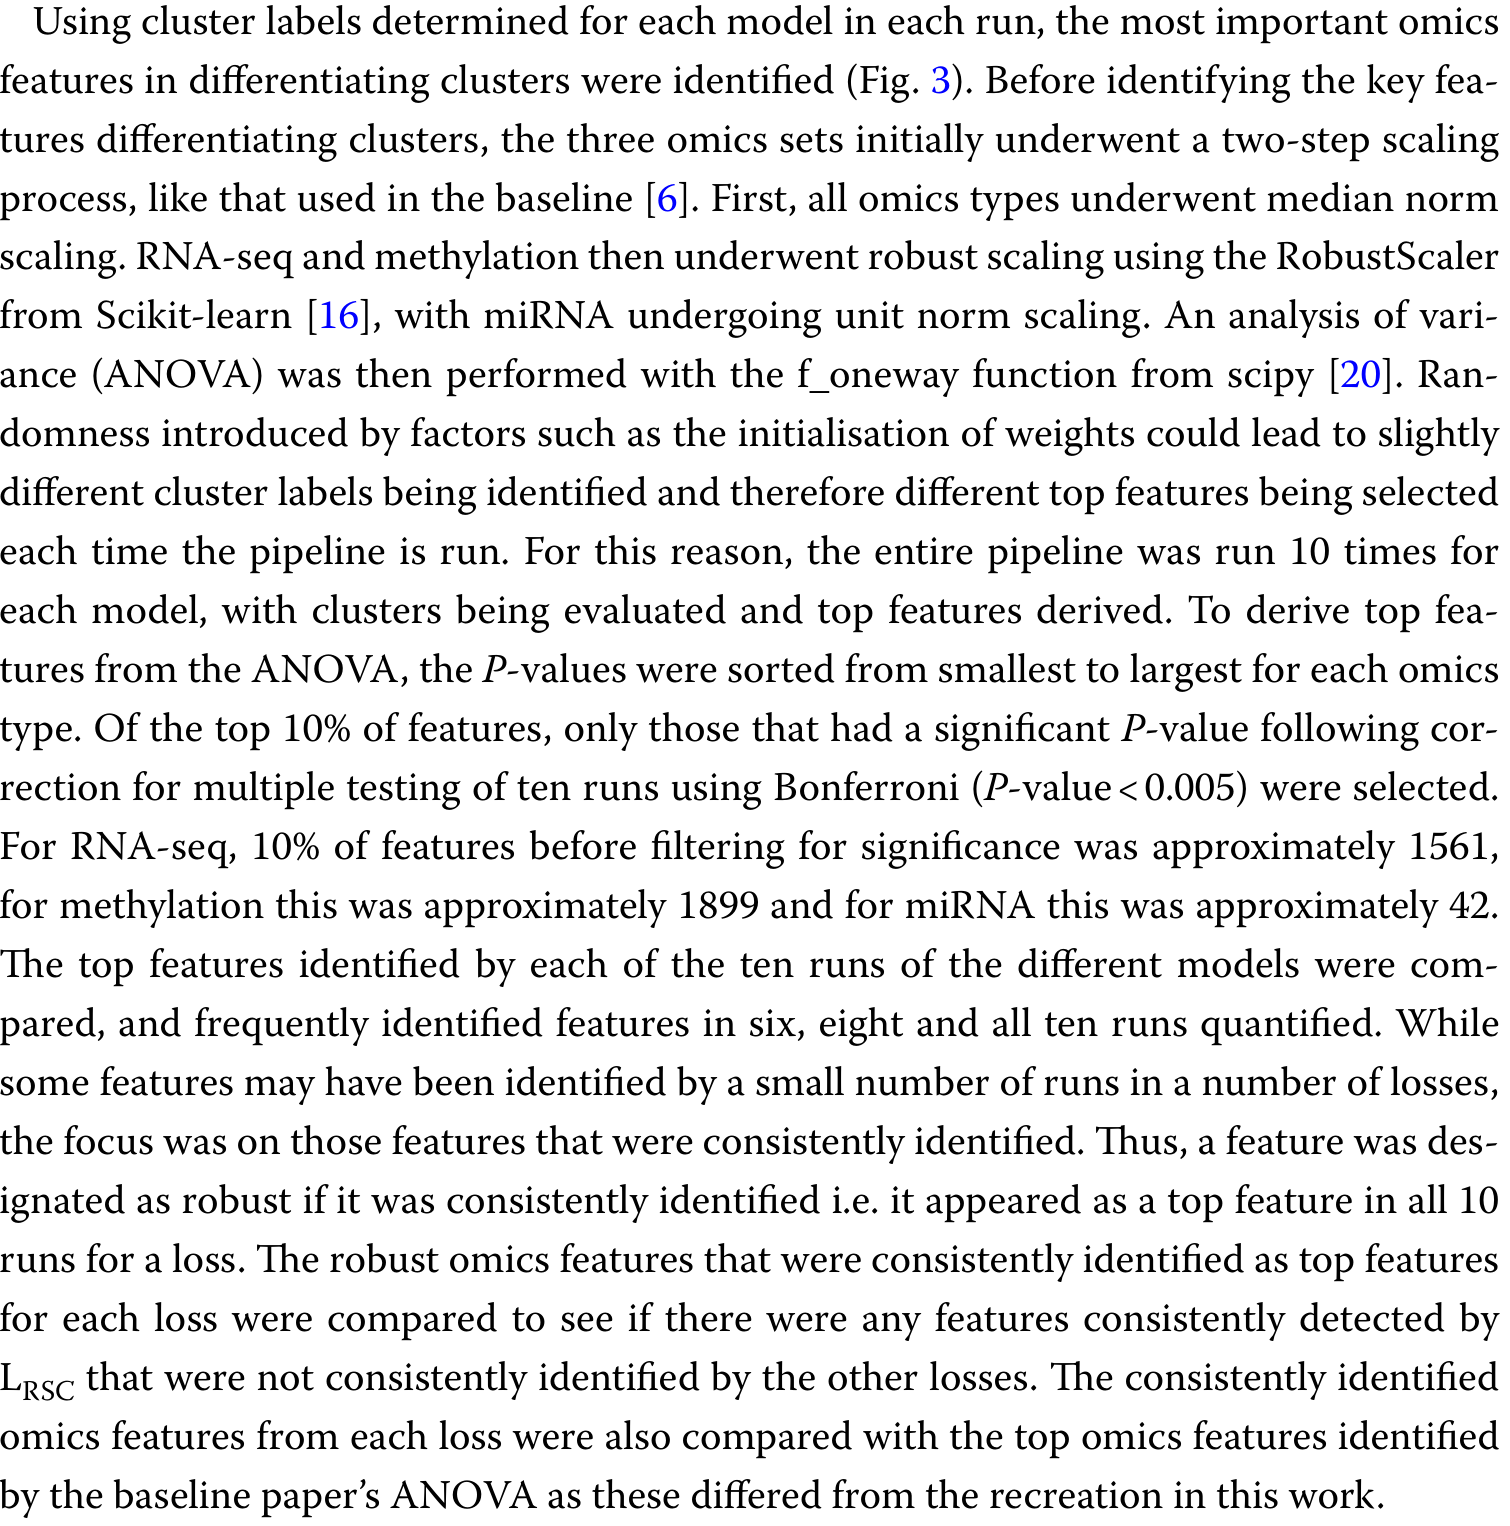 Using cluster labels determined for each model in each run, the most important omics
features in differentiating clusters were identified (Fig. 3). Before identifying the key fea-
tures differentiating clusters, the three omics sets initially underwent a two-step scaling
process, like that used in the baseline [6]. First, all omics types underwent median norm
scaling. RNA-seq and methylation then underwent robust scaling using the RobustScaler
from Scikit-learn [16], with miRNA undergoing unit norm scaling. An analysis of vari-
ance (ANOVA) was then performed with the f_oneway function from scipy [20]. Ran-
domness introduced by factors such as the initialisation of weights could lead to slightly
different cluster labels being identified and therefore different top features being selected
each time the pipeline is run. For this reason, the entire pipeline was run 10 times for
each model, with clusters being evaluated and top features derived. To derive top fea-
tures from the ANOVA, the P-values were sorted from smallest to largest for each omics
type. Of the top 10% of features, only those that had a significant P-value following cor-
rection for multiple testing of ten runs using Bonferroni (P-value < 0.005) were selected.
For RNA-seq, 10% of features before filtering for significance was approximately 1561,
for methylation this was approximately 1899 and for miRNA this was approximately 42.
The top features identified by each of the ten runs of the different models were com-
pared, and frequently identified features in six, eight and all ten runs quantified. While
some features may have been identified by a small number of runs in a number of losses,
the focus was on those features that were consistently identified. Thus, a feature was des-
ignated as robust if it was consistently identified i.e. it appeared as a top feature in all 10
runs for a loss. The robust omics features that were consistently identified as top features
for each loss were compared to see if there were any features consistently detected by
LRSC that were not consistently identified by the other losses. The consistently identified
omics features from each loss were also compared with the top omics features identified
by the baseline paper’s ANOVA as these differed from the recreation in this work.